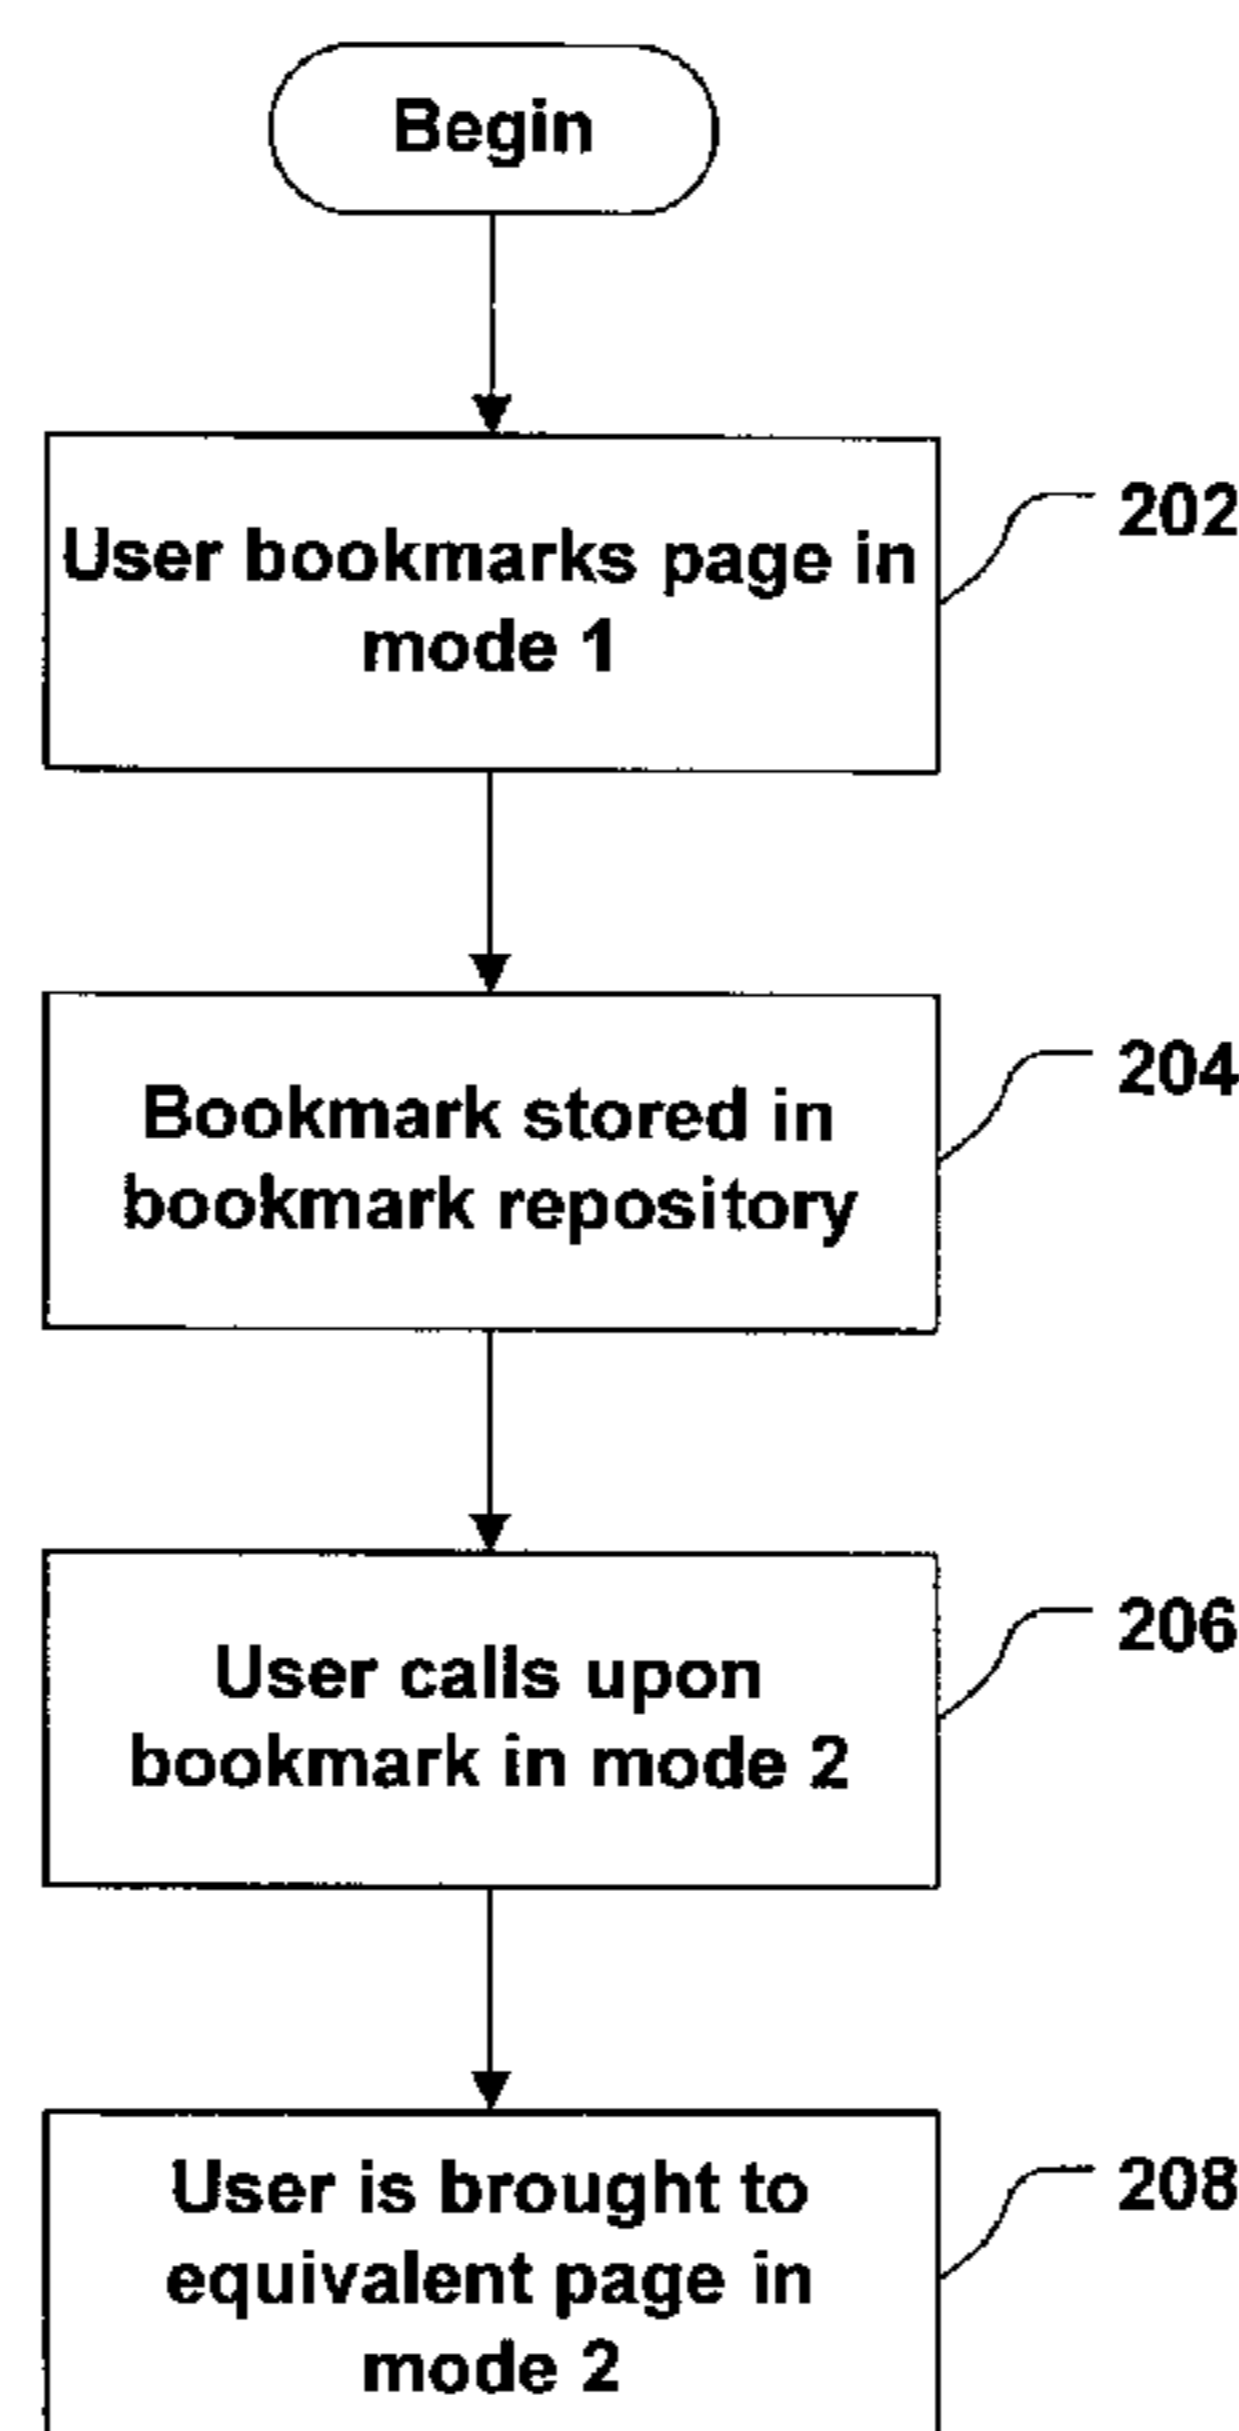 Begin
User bookmarks page in
mode 1
202
Bookmark stored in
bookmark repository
204
User calls upon
bookmark in mode 2
206
User is brought to
equivalent page in
mode 2
208